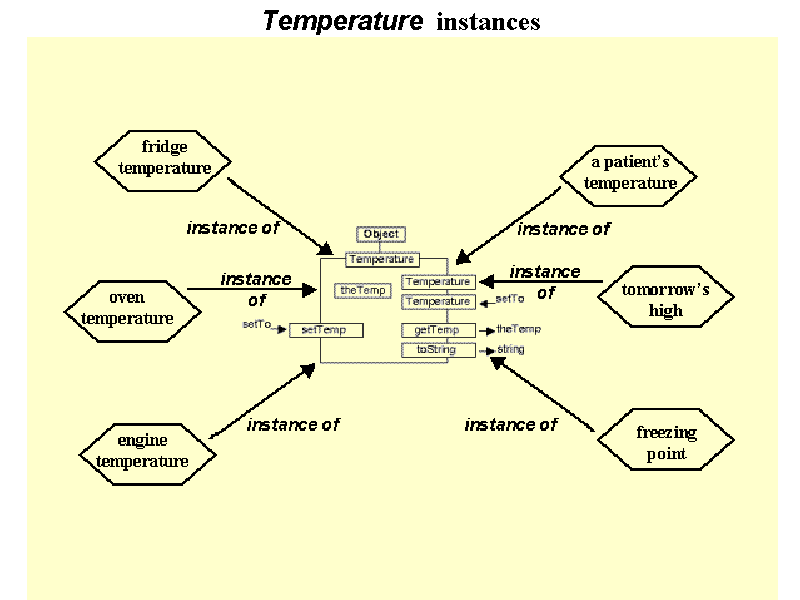 Temperature instances
fridge
temperature
a patient's
temperature
instance of
instance of
Object
Temperature
instance
of
theTemp
Temperature
Temperature
setTo
instance
of
oven
temperature
tomorrow's
high
setTo
setTemp
getTemp
theTemp
toString
string
instance of
instance of
engine
temperature
freezing
point